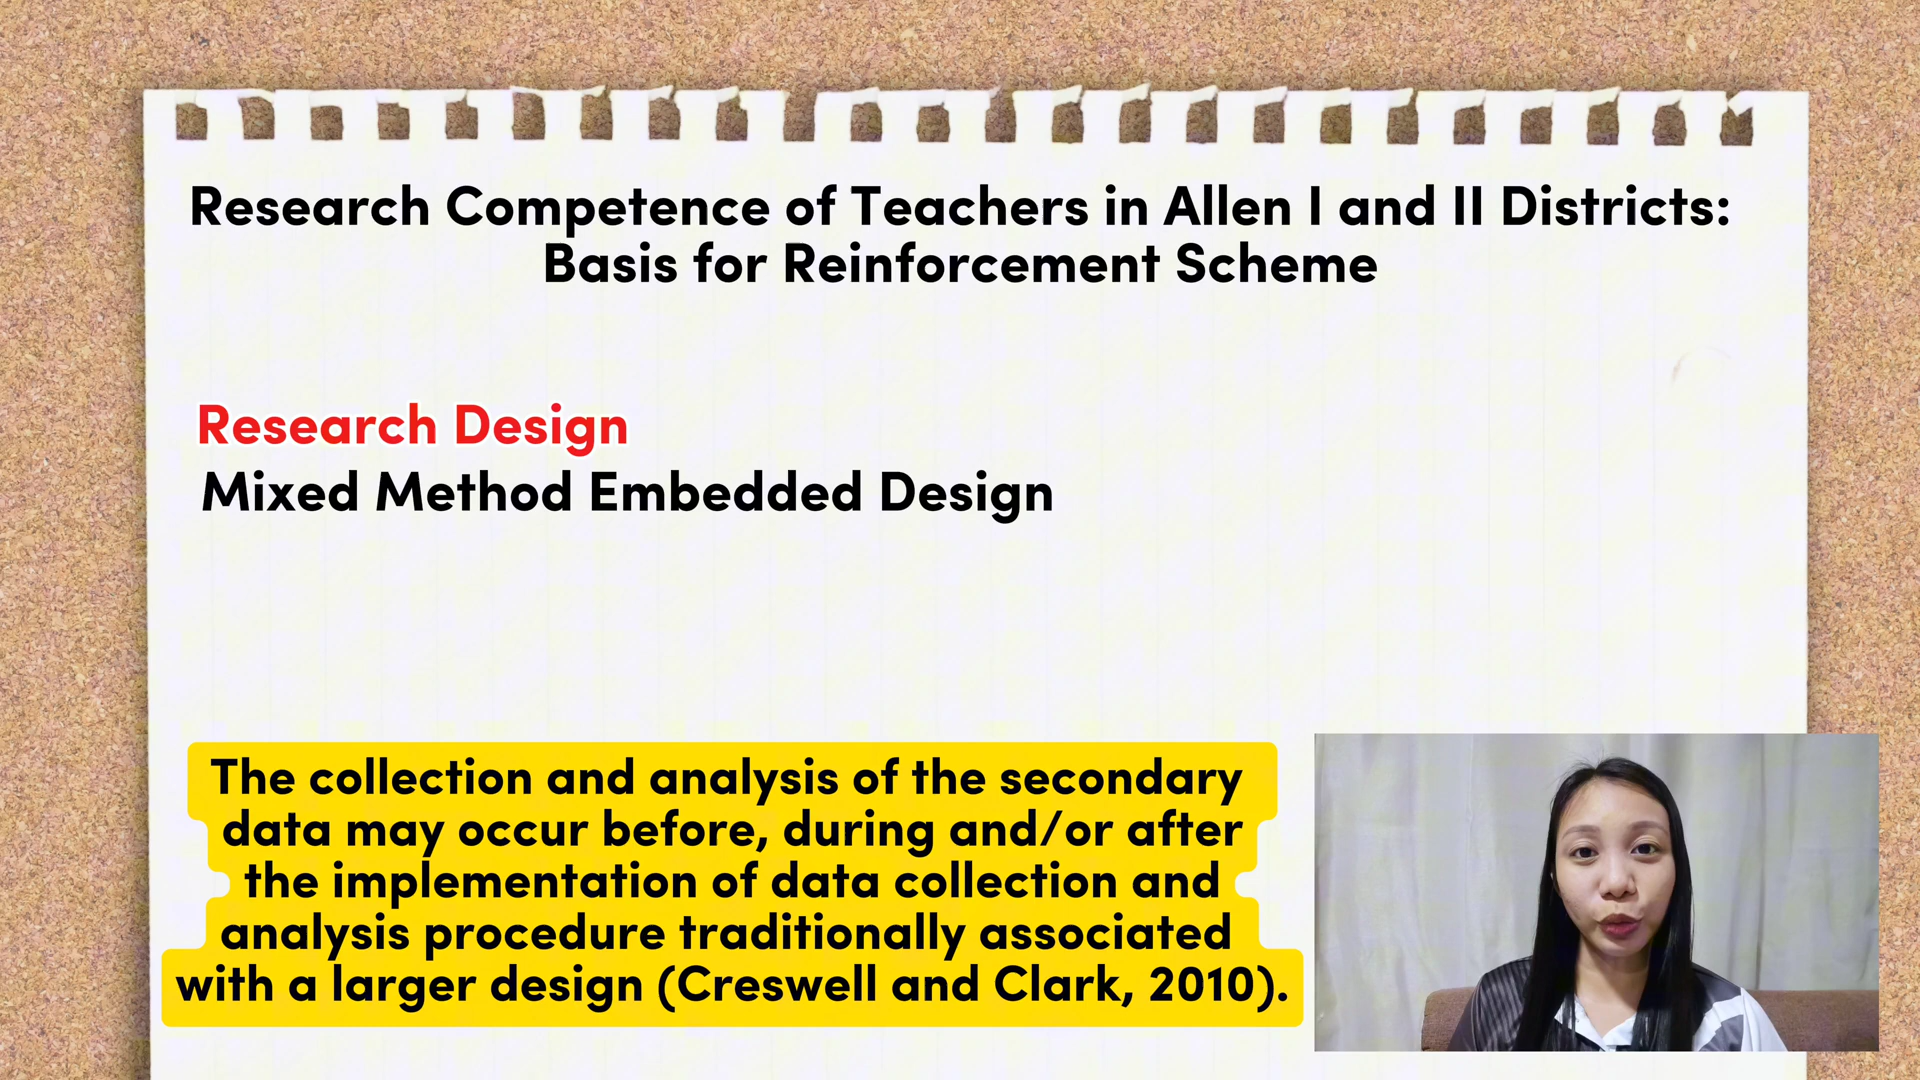 Research Competence of Teachers in Allen I and II Districts:
Basis for Reinforcement Scheme
Research Design
Mixed Method Embedded Design
The collection and analysis of the secondary
data may occur before, during and/or after
the implementation of data collection and
analysis procedure traditionally associated
with a larger design (Creswell and Clark, 2010).